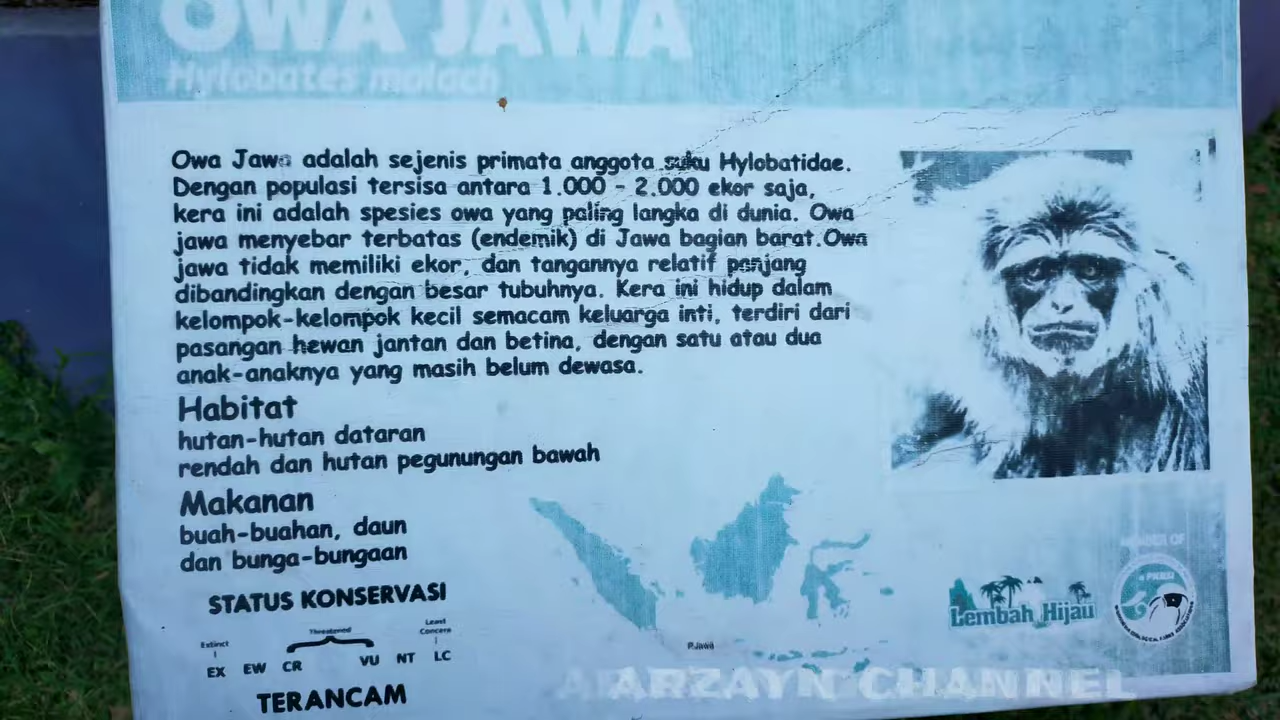 OWA JAWA
Hylobates moloch
Owa Jawa adalah sejenis primata anggota suku Hylobatidae.
Dengan populasi tersisa antara 1.000 - 2.000 ekor saja,
kera ini adalah spesies owa yang paling langka di dunia. Owa
jawa menyebar terbatas (endemik) di Jawa bagian barat.Owa
jawa tidak memiliki ekor, dan tangannya relatif panjang
dibandingkan dengan besar tubuhnya. Kera ini hidup dalam
kelompok-kelompok kecil semacam keluarga inti, terdiri dari
pasangan hewan jantan dan betina, dengan satu atau dua
anak-anaknya yang masih belum dewasa.
Habitat
hutan-hutan dataran
rendah dan hutan pegunungan bawah
Makanan
buah-buahan, daun
dan bunga-bungaan
STATUS KONSERVASI
Extinct
Threatened
Least
Concern
EX EW CR VU NT LC
TERANCAM
P.Jawa
Lembah Hijau
MEMBER OF
PKBSI
ARZAYN CHANNEL